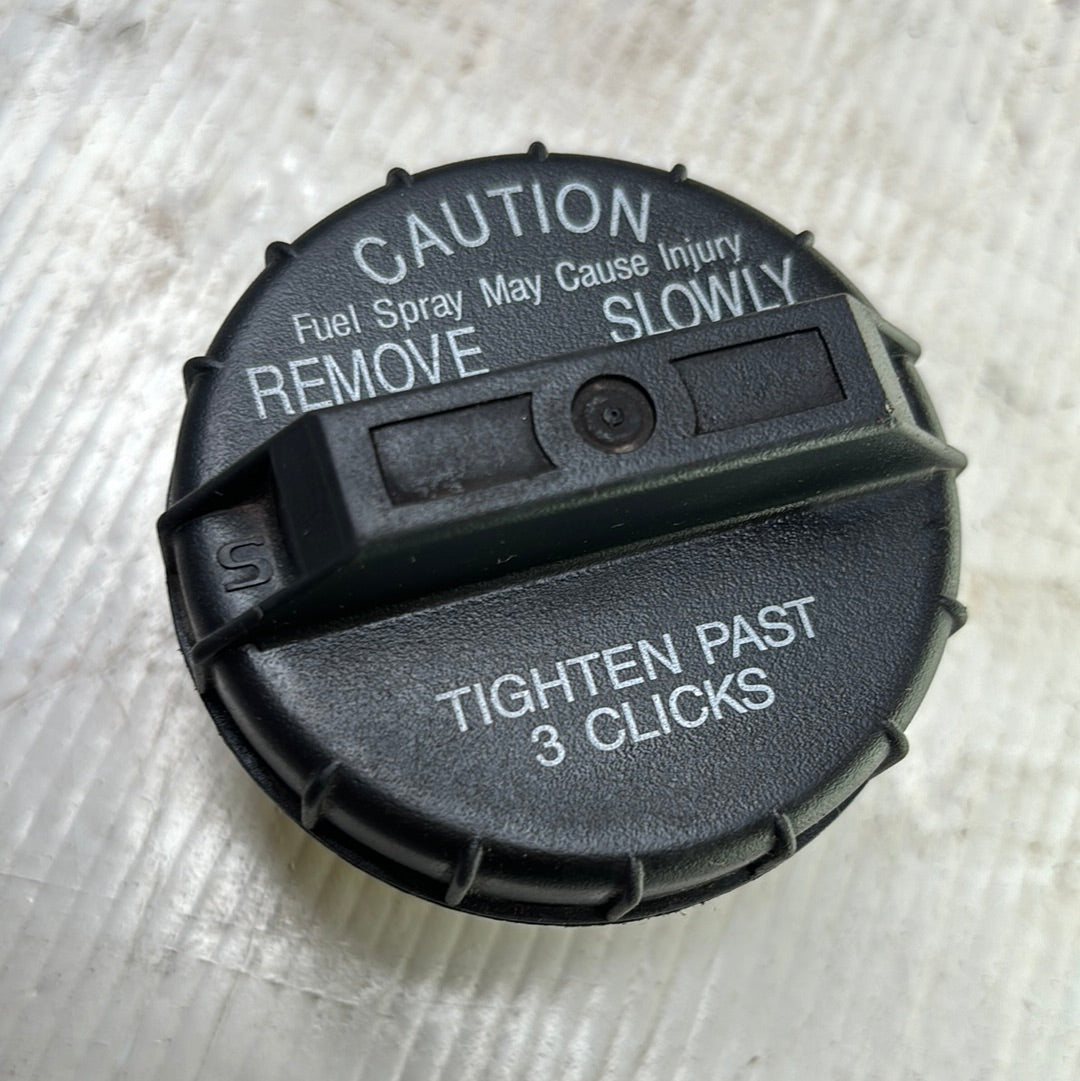 CAUTION
Fuel Spray May Cause Injury
REMOVE SLOWLY
S
TIGHTEN PAST
3 CLICKS